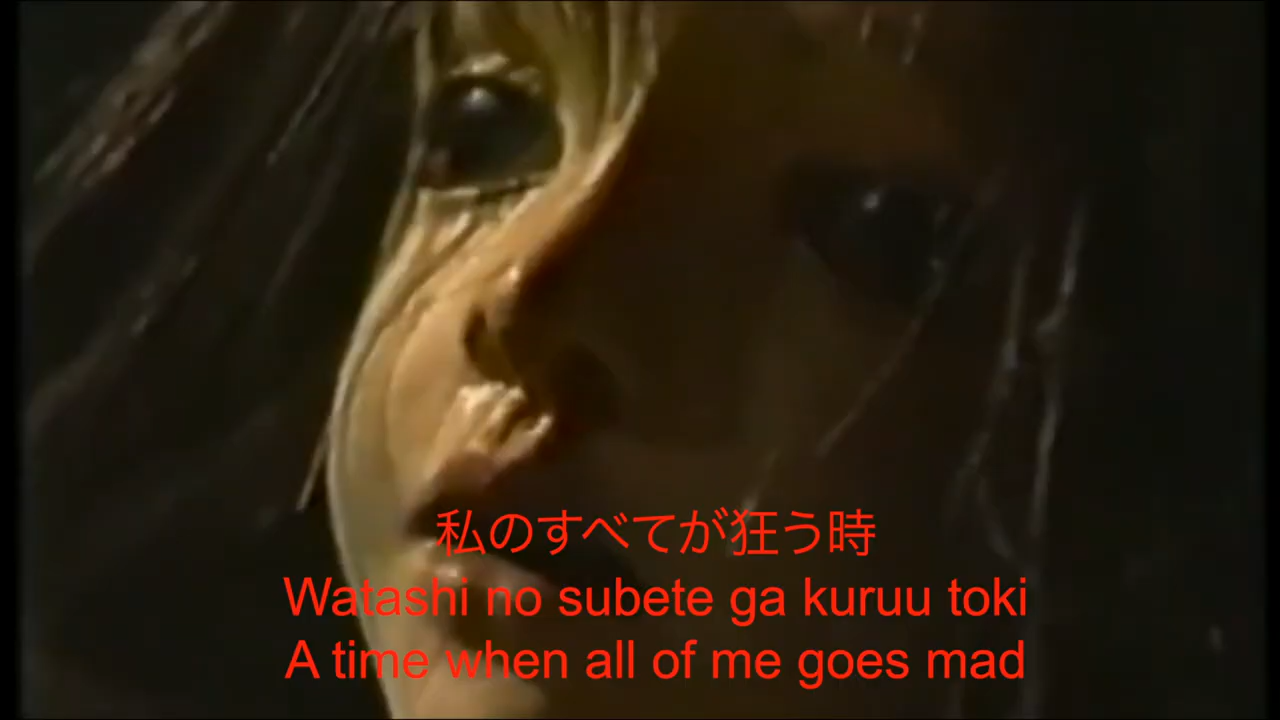 私のすべてが狂う時
Watashi no subete ga kuruu toki
A time when all of me goes mad